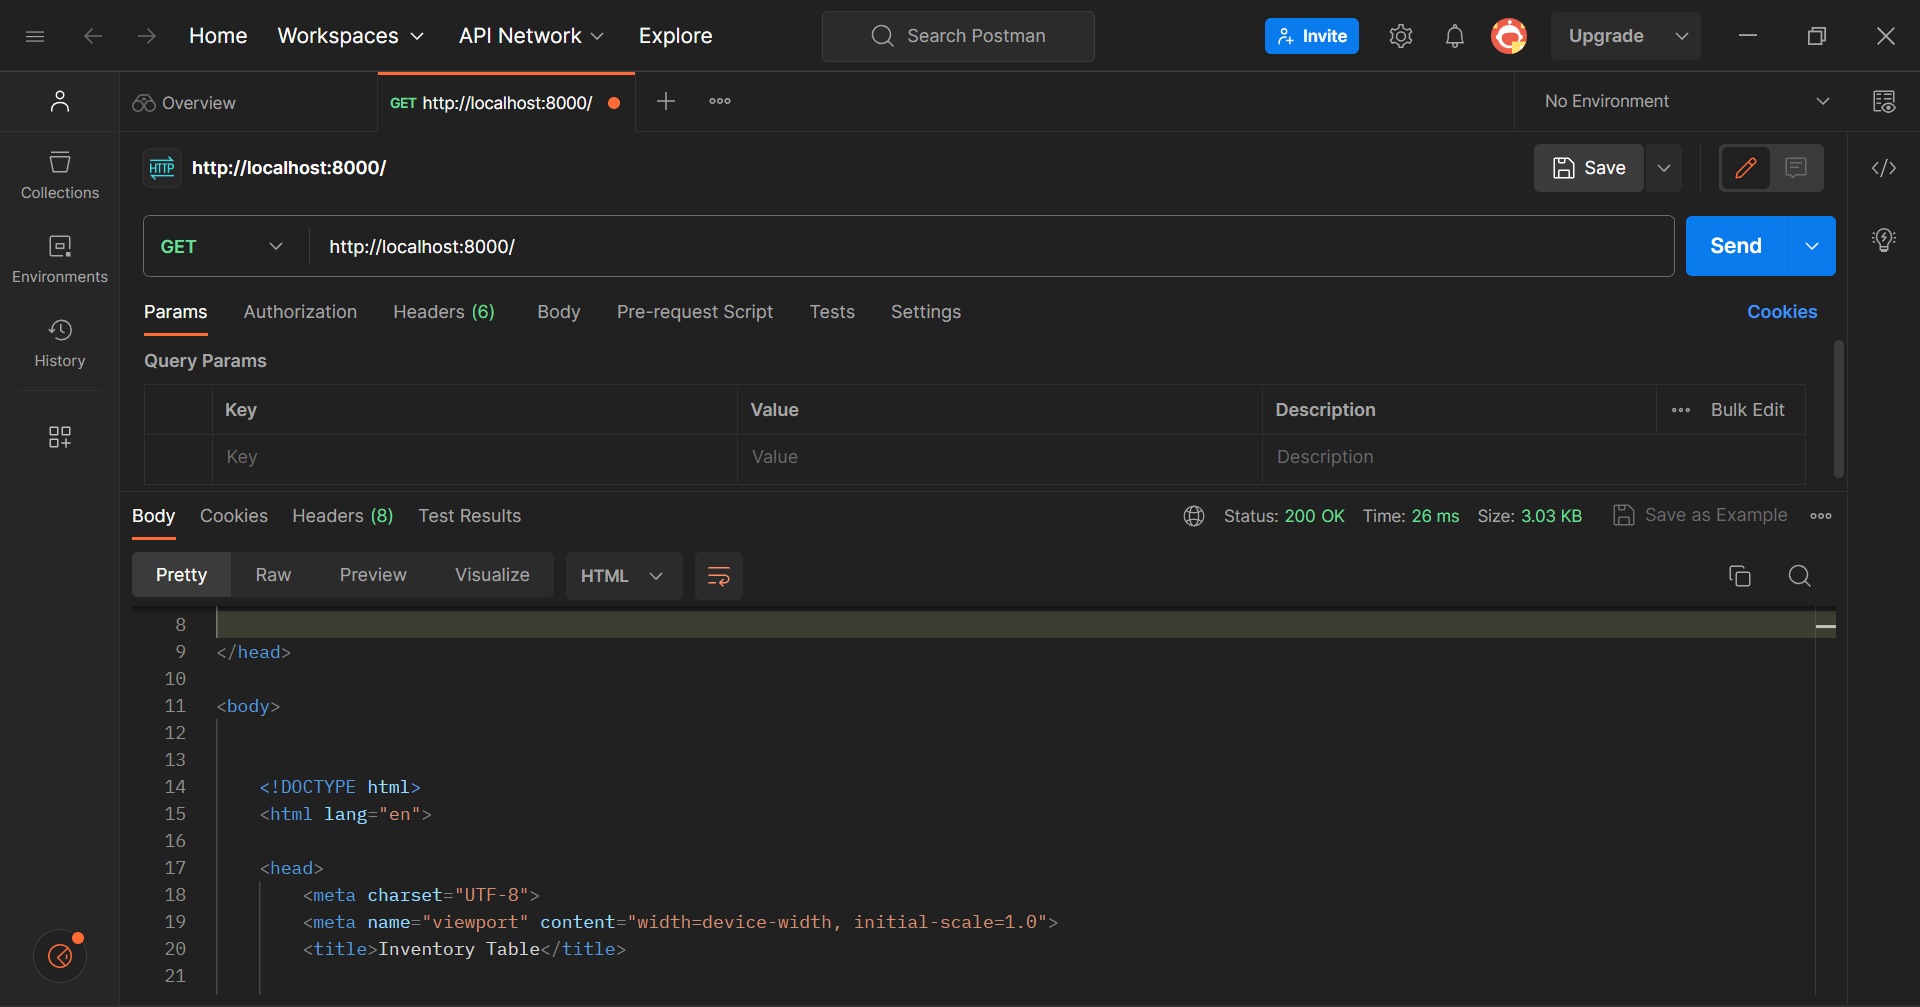 Home Workspaces API Network Explore Search Postman Invite Upgrade
Overview GET http://localhost:8000/ No Environment
HTTP http://localhost:8000/ Save
Collections
GET http://localhost:8000/ Send
Environments
Params Authorization Headers (6) Body Pre-request Script Tests Settings Cookies
History
Query Params
Key Value Description Bulk Edit
Key Value Description
Body Cookies Headers (8) Test Results Status: 200 OK Time: 26 ms Size: 3.03 KB Save as Example
Pretty Raw Preview Visualize HTML
8
9 </head>
10
11 <body>
12
13
14 <!DOCTYPE html>
15 <html lang="en">
16
17 <head>
18 <meta charset="UTF-8">
19 <meta name="viewport" content="width=device-width, initial-scale=1.0">
20 <title>Inventory Table</title>
21